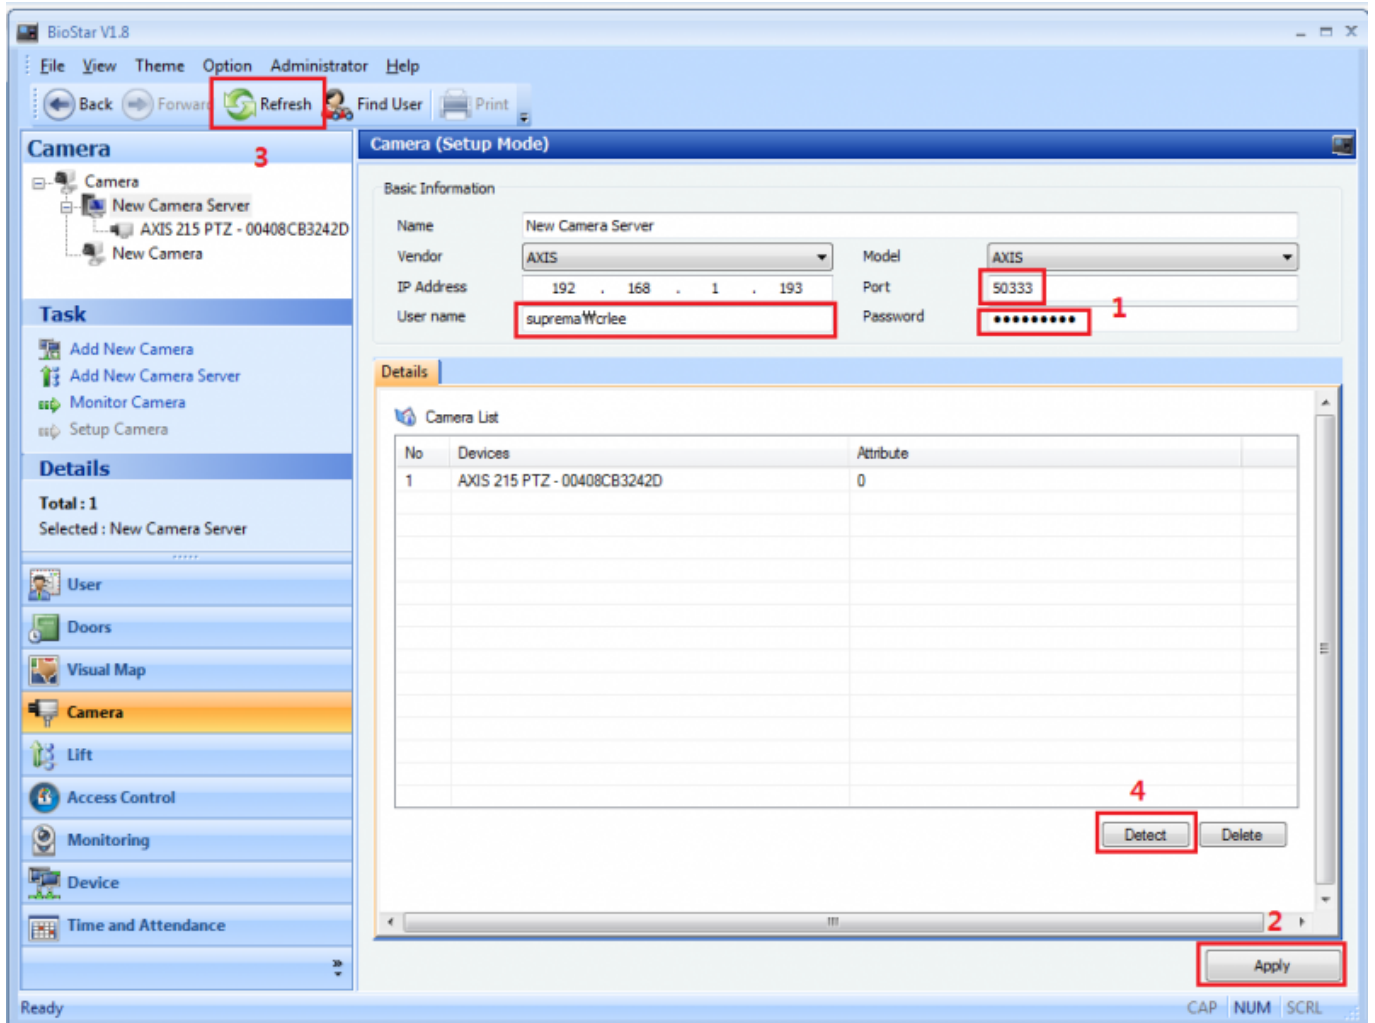 BioStar V1.8
File View Theme Option Administrator Help
Back Forward Refresh Find User Print
3
Camera
Camera
New Camera Server
AXIS 215 PTZ - 00408CB3242D
New Camera
Task
Add New Camera
Add New Camera Server
Monitor Camera
Setup Camera
Details
Total : 1
Selected : New Camera Server
User
Doors
Visual Map
Camera
Lift
Access Control
Monitoring
Device
Time and Attendance
Camera (Setup Mode)
Basic Information
Name New Camera Server
Vendor AXIS Model AXIS
IP Address 192 . 168 . 1 . 193 Port 50333
User name suprema₩crlee Password ●●●●●●●●● 1
Details
Camera List
No Devices Attribute
1 AXIS 215 PTZ - 00408CB3242D 0
4
Detect Delete
2
Apply
Ready CAP NUM SCRL